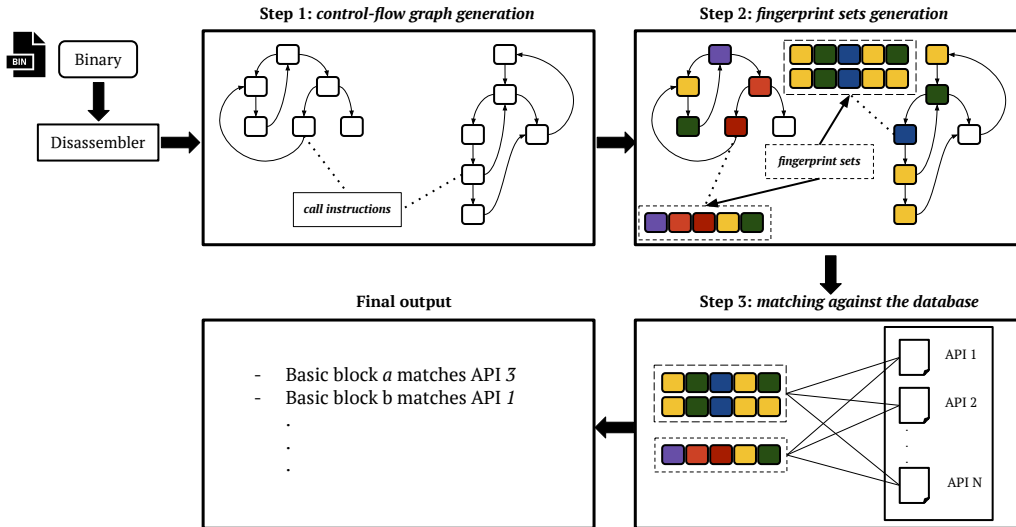 Step 1: control-flow graph generation
Step 2: fingerprint sets generation
BIN
Binary
Disassembler
call instructions
fingerprint sets
Final output
Step 3: matching against the database
- Basic block a matches API 3
- Basic block b matches API 1
.
.
.
API 1
API 2
.
.
API N